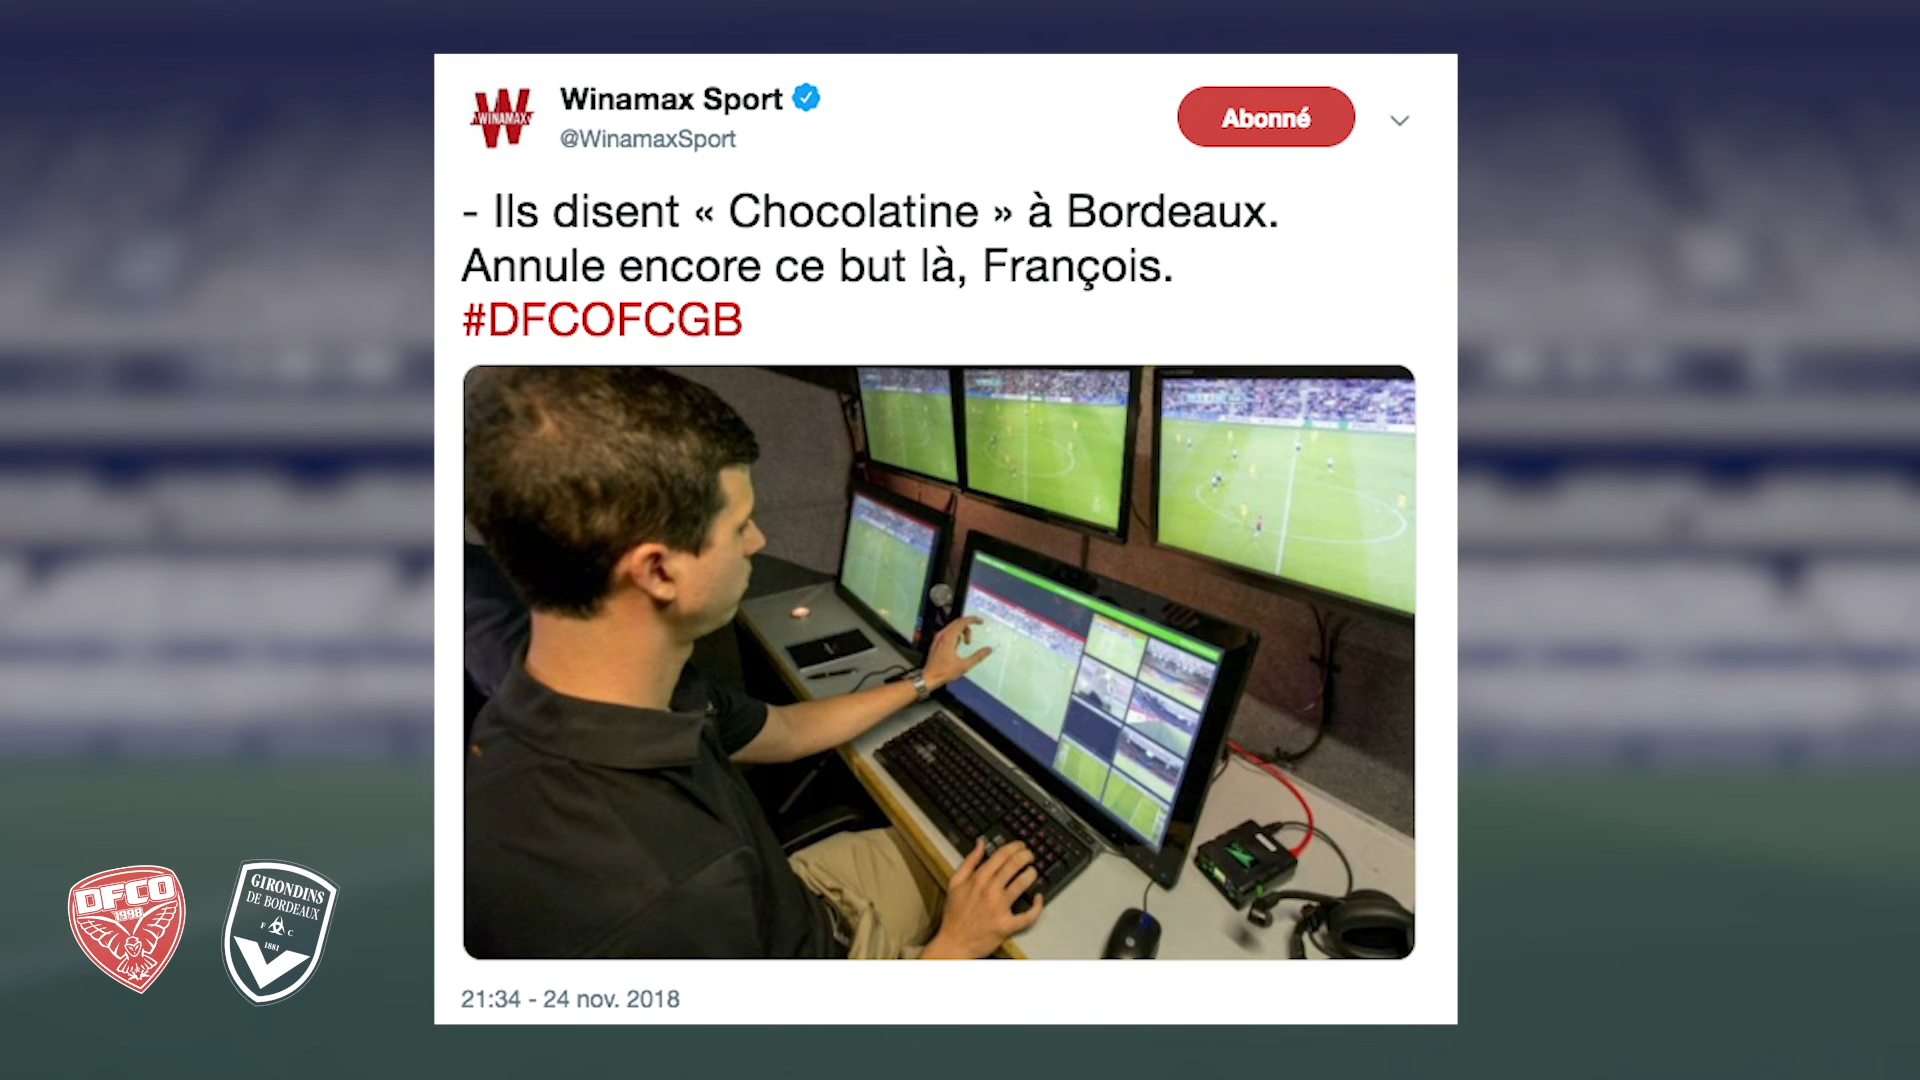 Winamax Sport
WINAMAX
@WinamaxSport
Abonné
- Ils disent « Chocolatine » à Bordeaux.
Annule encore ce but là, François.
#DFCOFCGB
DFCO
1998
GIRONDINS
DE BORDEAUX
F C
1881
21:34 - 24 nov. 2018